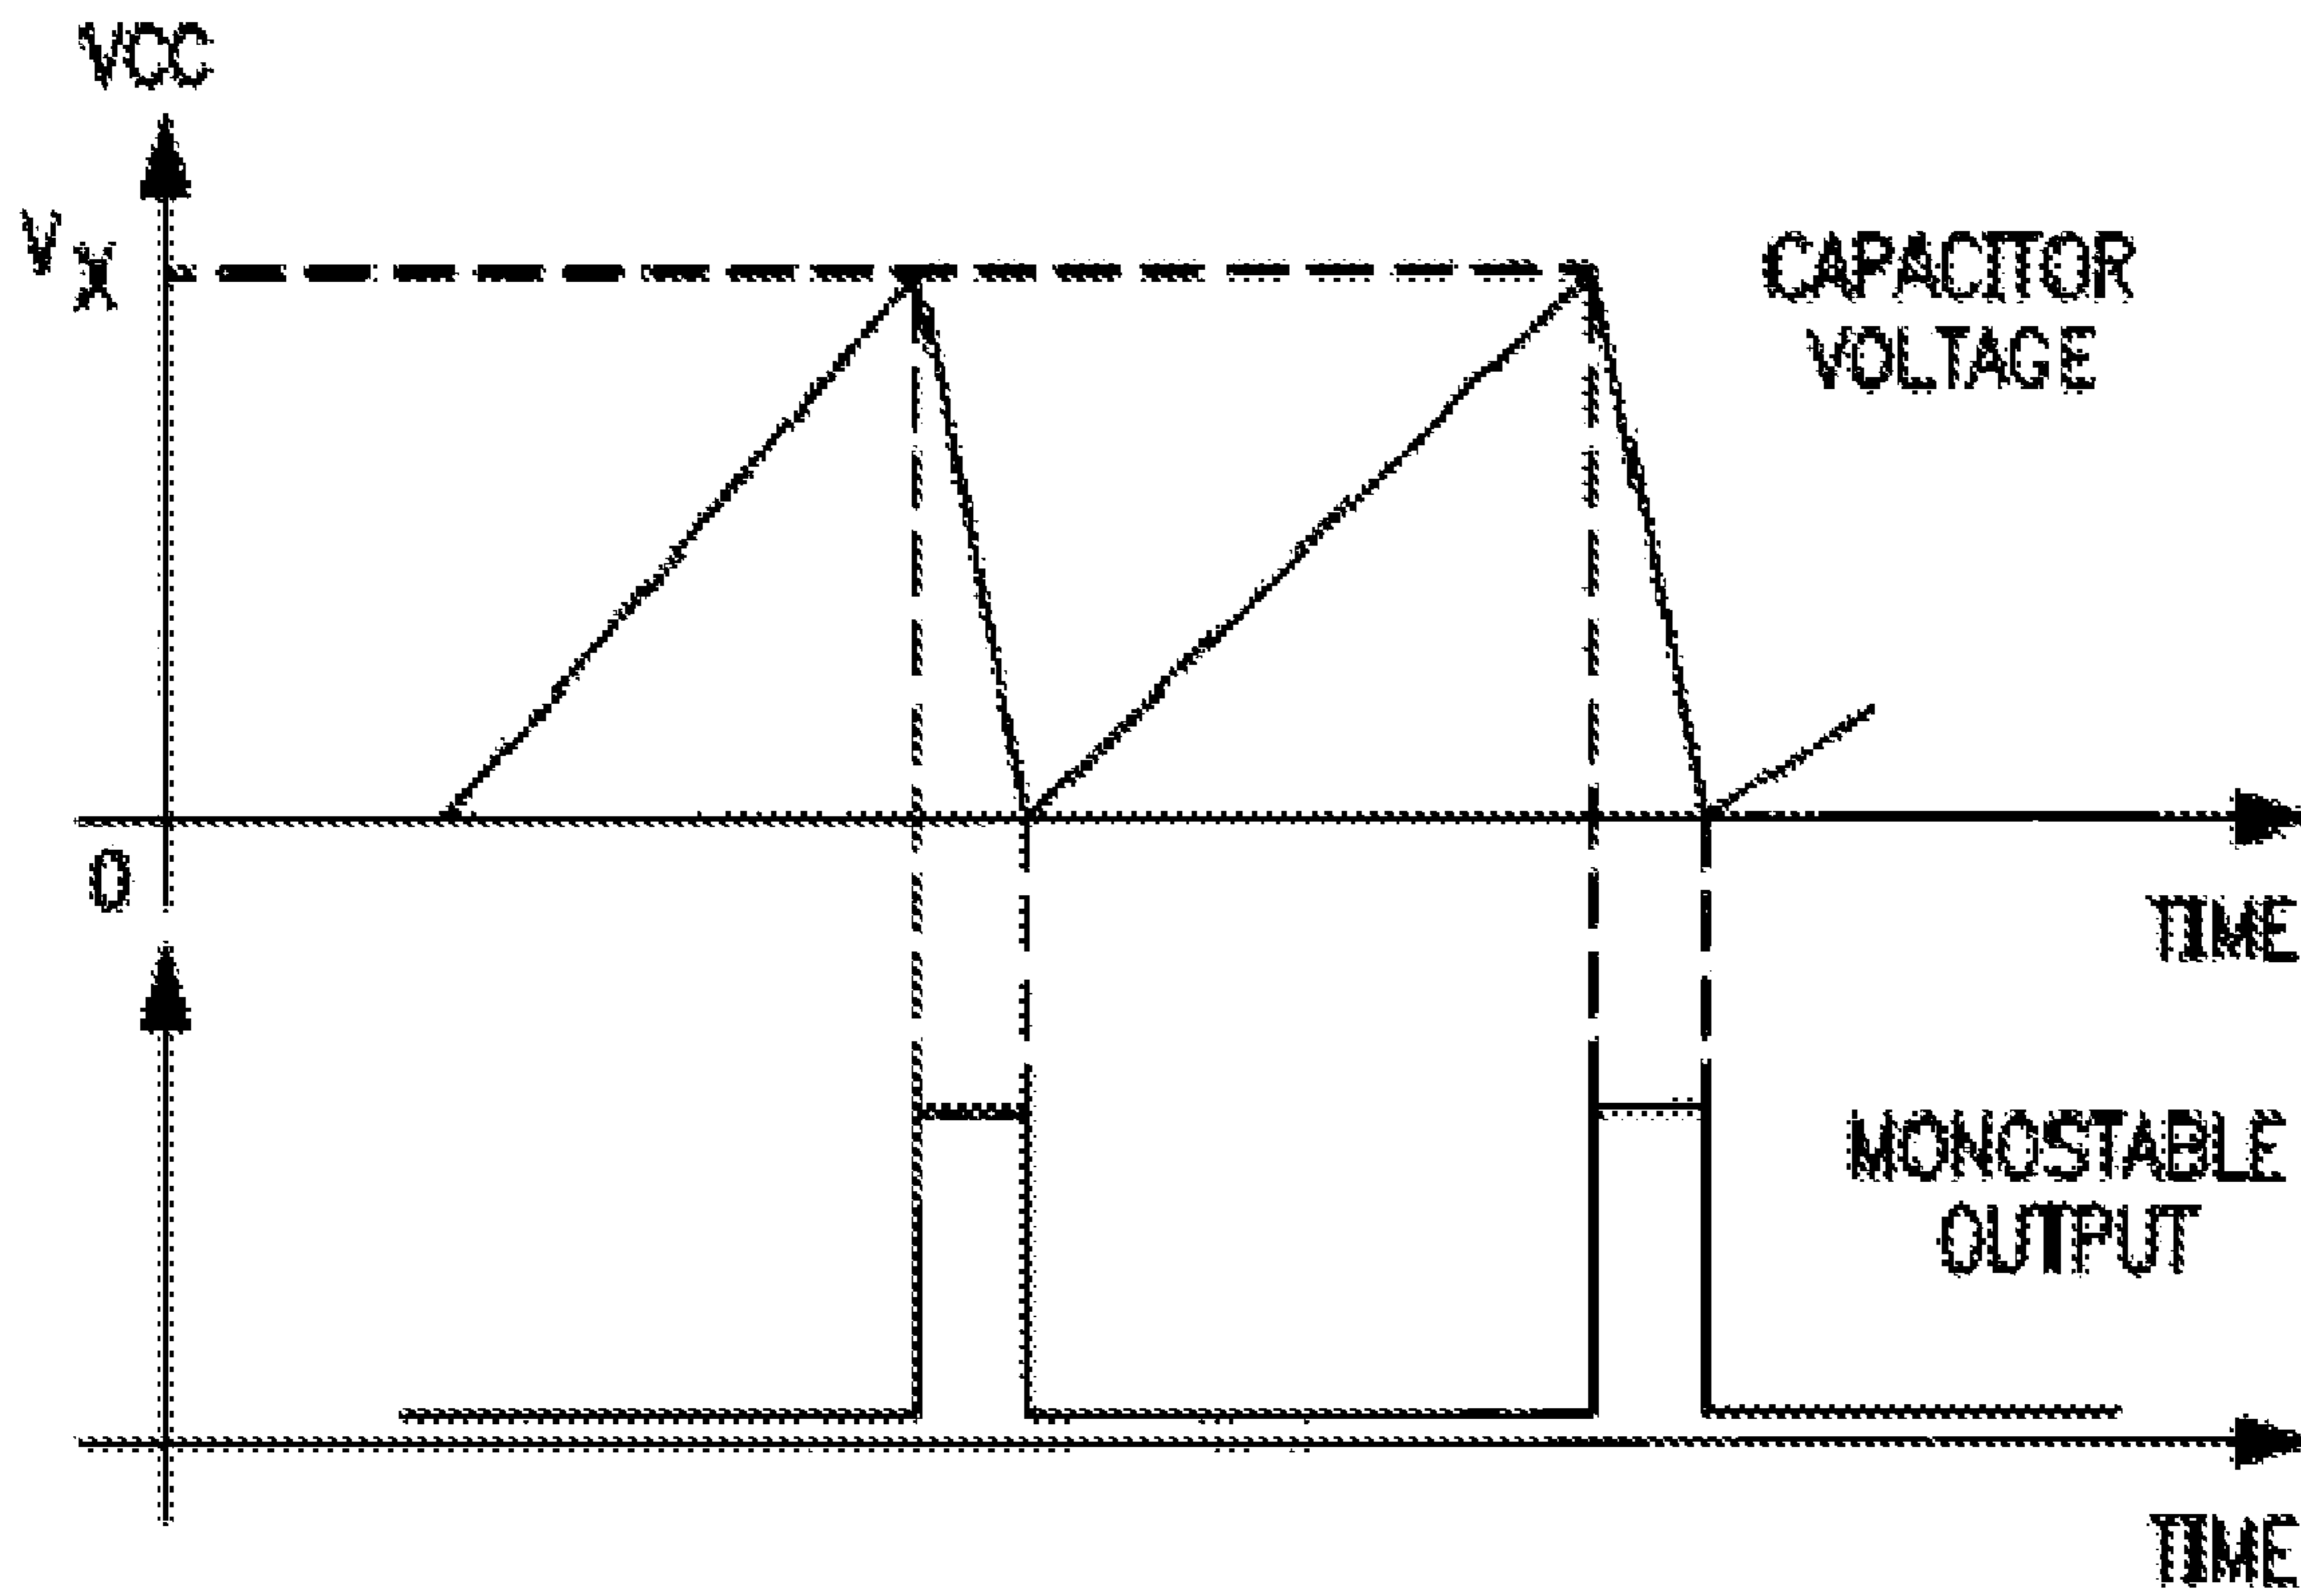 VCC
VX
CAPACITOR
VOLTAGE
0
TIME
MONOSTABLE
OUTPUT
TIME